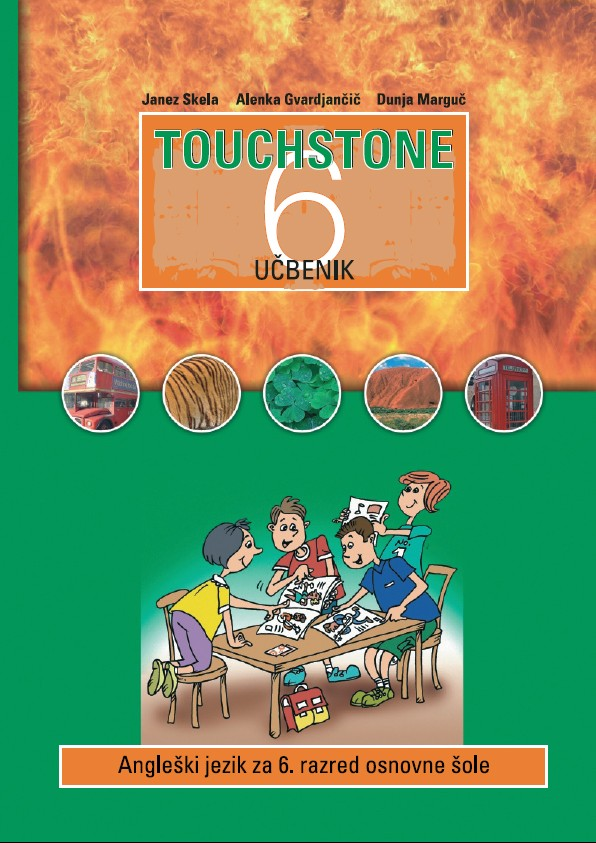 Janez Skela Alenka Gvardjančič Dunja Marguč
TOUCHSTONE
6
UČBENIK
Angleški jezik za 6. razred osnovne šole